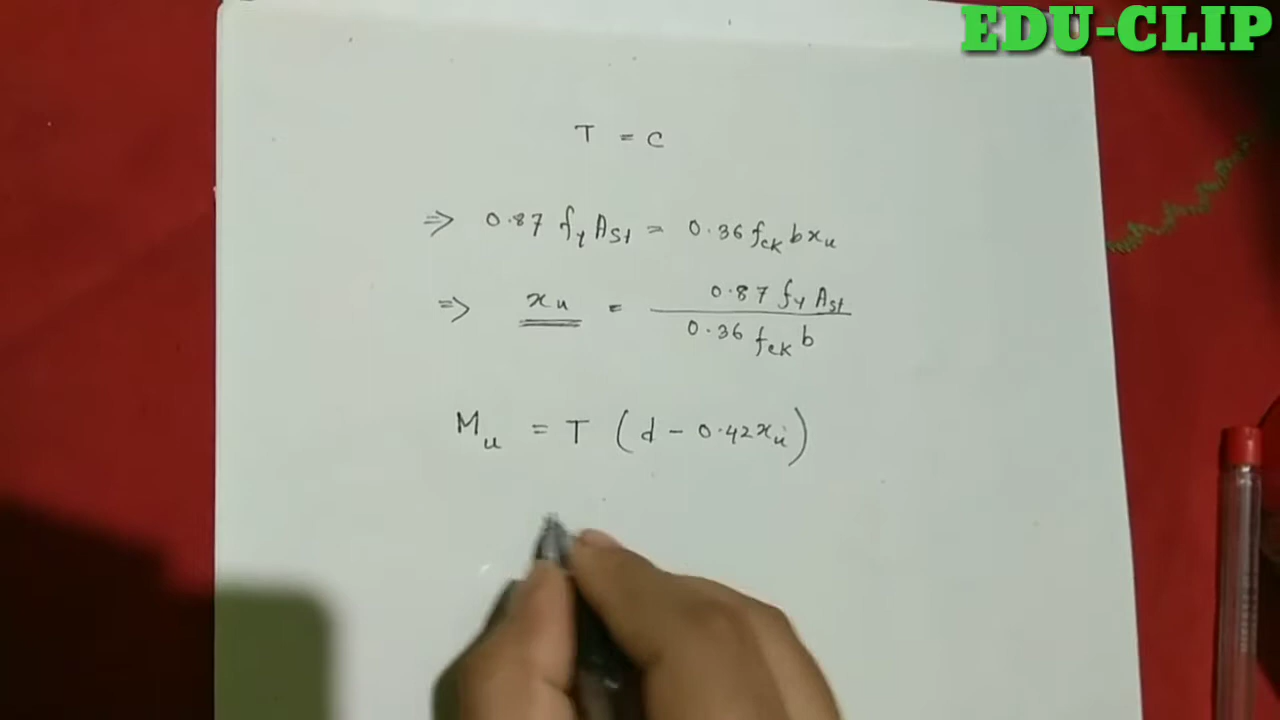 EDU-CLIP
T = C
⇒ 0.87 fy Ast = 0.36 fck b xu
⇒ xu = 0.87 fy Ast
0.36 fck b
Mu = T (d - 0.42xu)